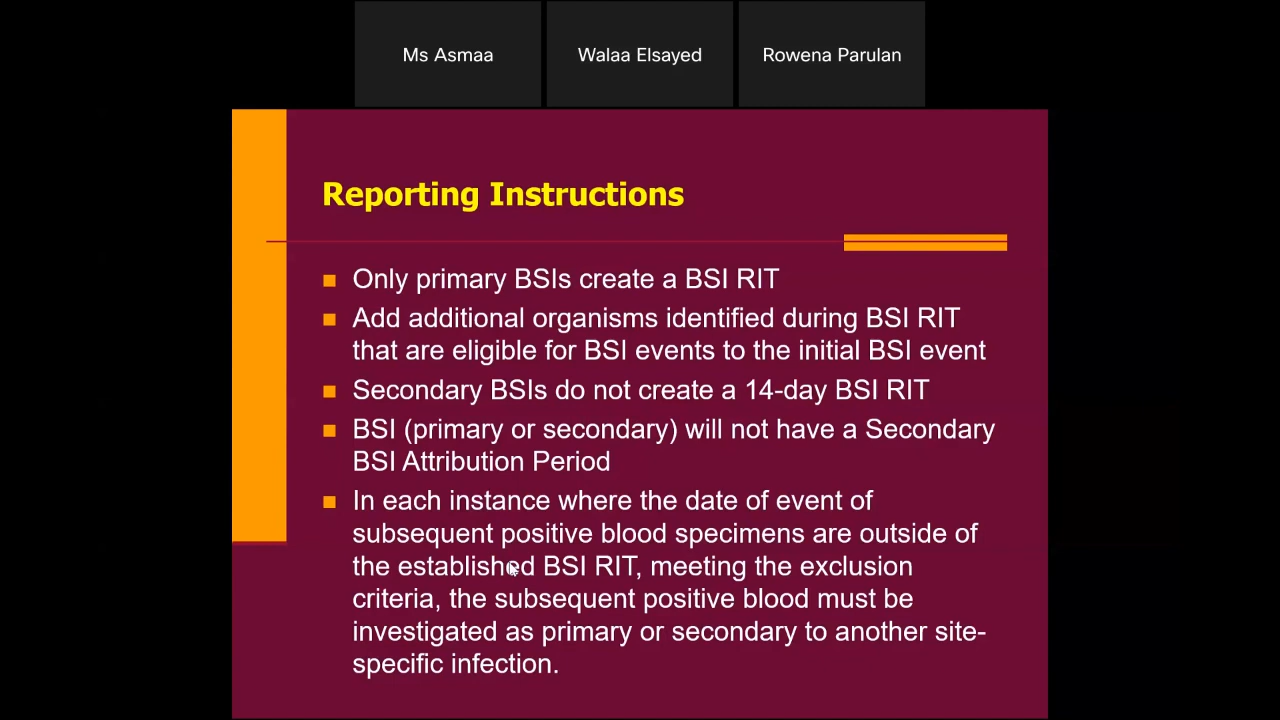 Ms Asmaa
Walaa Elsayed
Rowena Parulan
Reporting Instructions
Only primary BSIs create a BSI RIT
Add additional organisms identified during BSI RIT
that are eligible for BSI events to the initial BSI event
Secondary BSIs do not create a 14-day BSI RIT
BSI (primary or secondary) will not have a Secondary
BSI Attribution Period
In each instance where the date of event of
subsequent positive blood specimens are outside of
the established BSI RIT, meeting the exclusion
criteria, the subsequent positive blood must be
investigated as primary or secondary to another site-
specific infection.